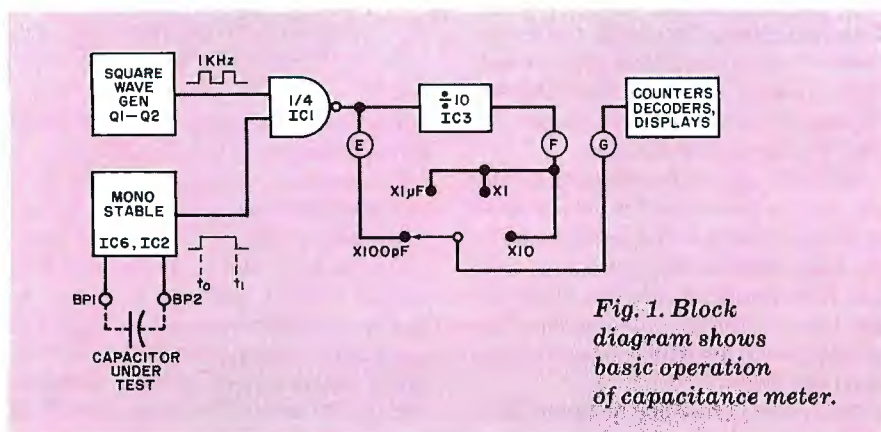 1KHz
SQUARE
WAVE
GEN
Q1-Q2
1/4
IC1
÷10
IC3
COUNTERS
DECODERS,
DISPLAYS
E
F
G
X1μF
X1
MONO
STABLE
IC6, IC2
X100pF
X10
t0
t1
BP1
BP2
CAPACITOR
UNDER
TEST
Fig. 1. Block
diagram shows
basic operation
of capacitance meter.